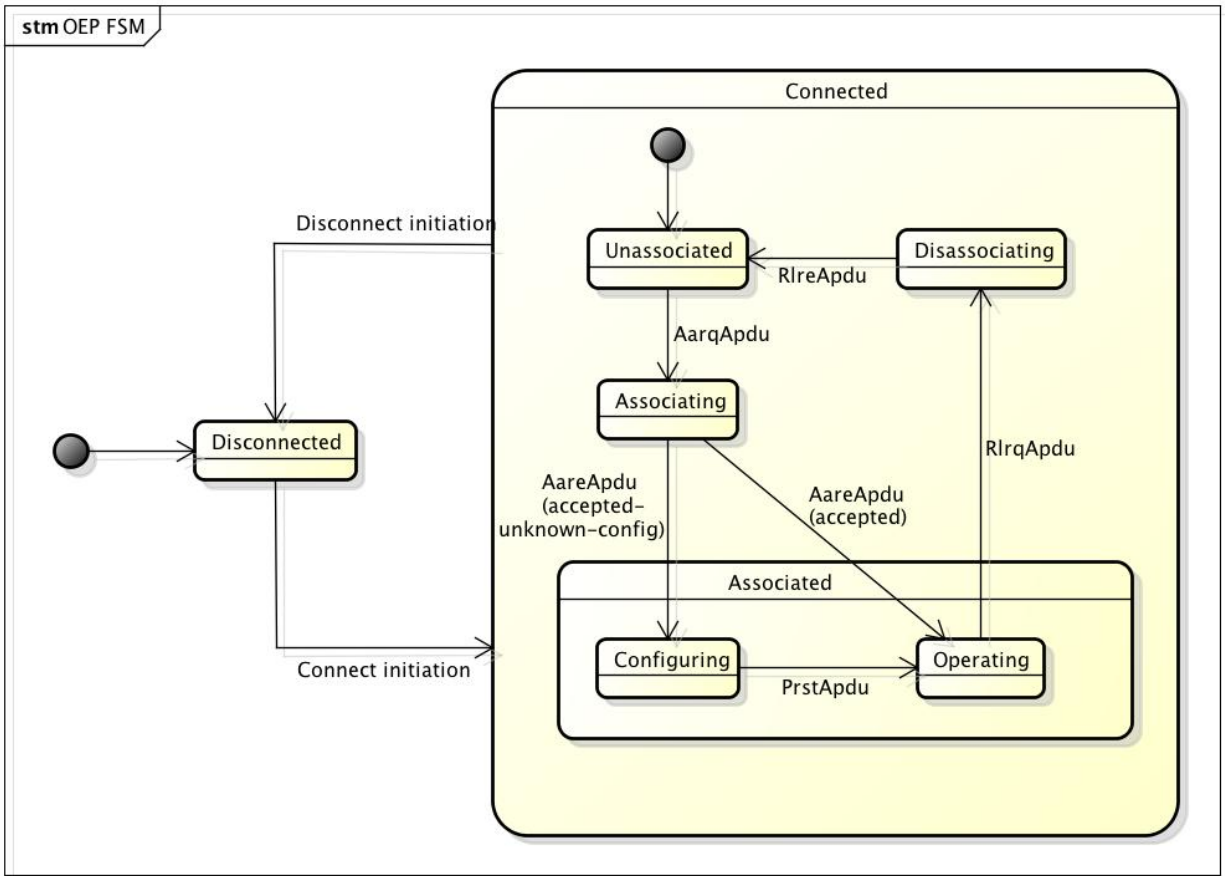 stm OEP FSM
Connected
Disconnect initiation
Unassociated
Disassociating
RlreApdu
AarqApdu
Associating
Disconnected
RlrqApdu
AareApdu
(accepted-
unknown-config)
AareApdu
(accepted)
Associated
Configuring
Operating
Connect initiation
PrstApdu